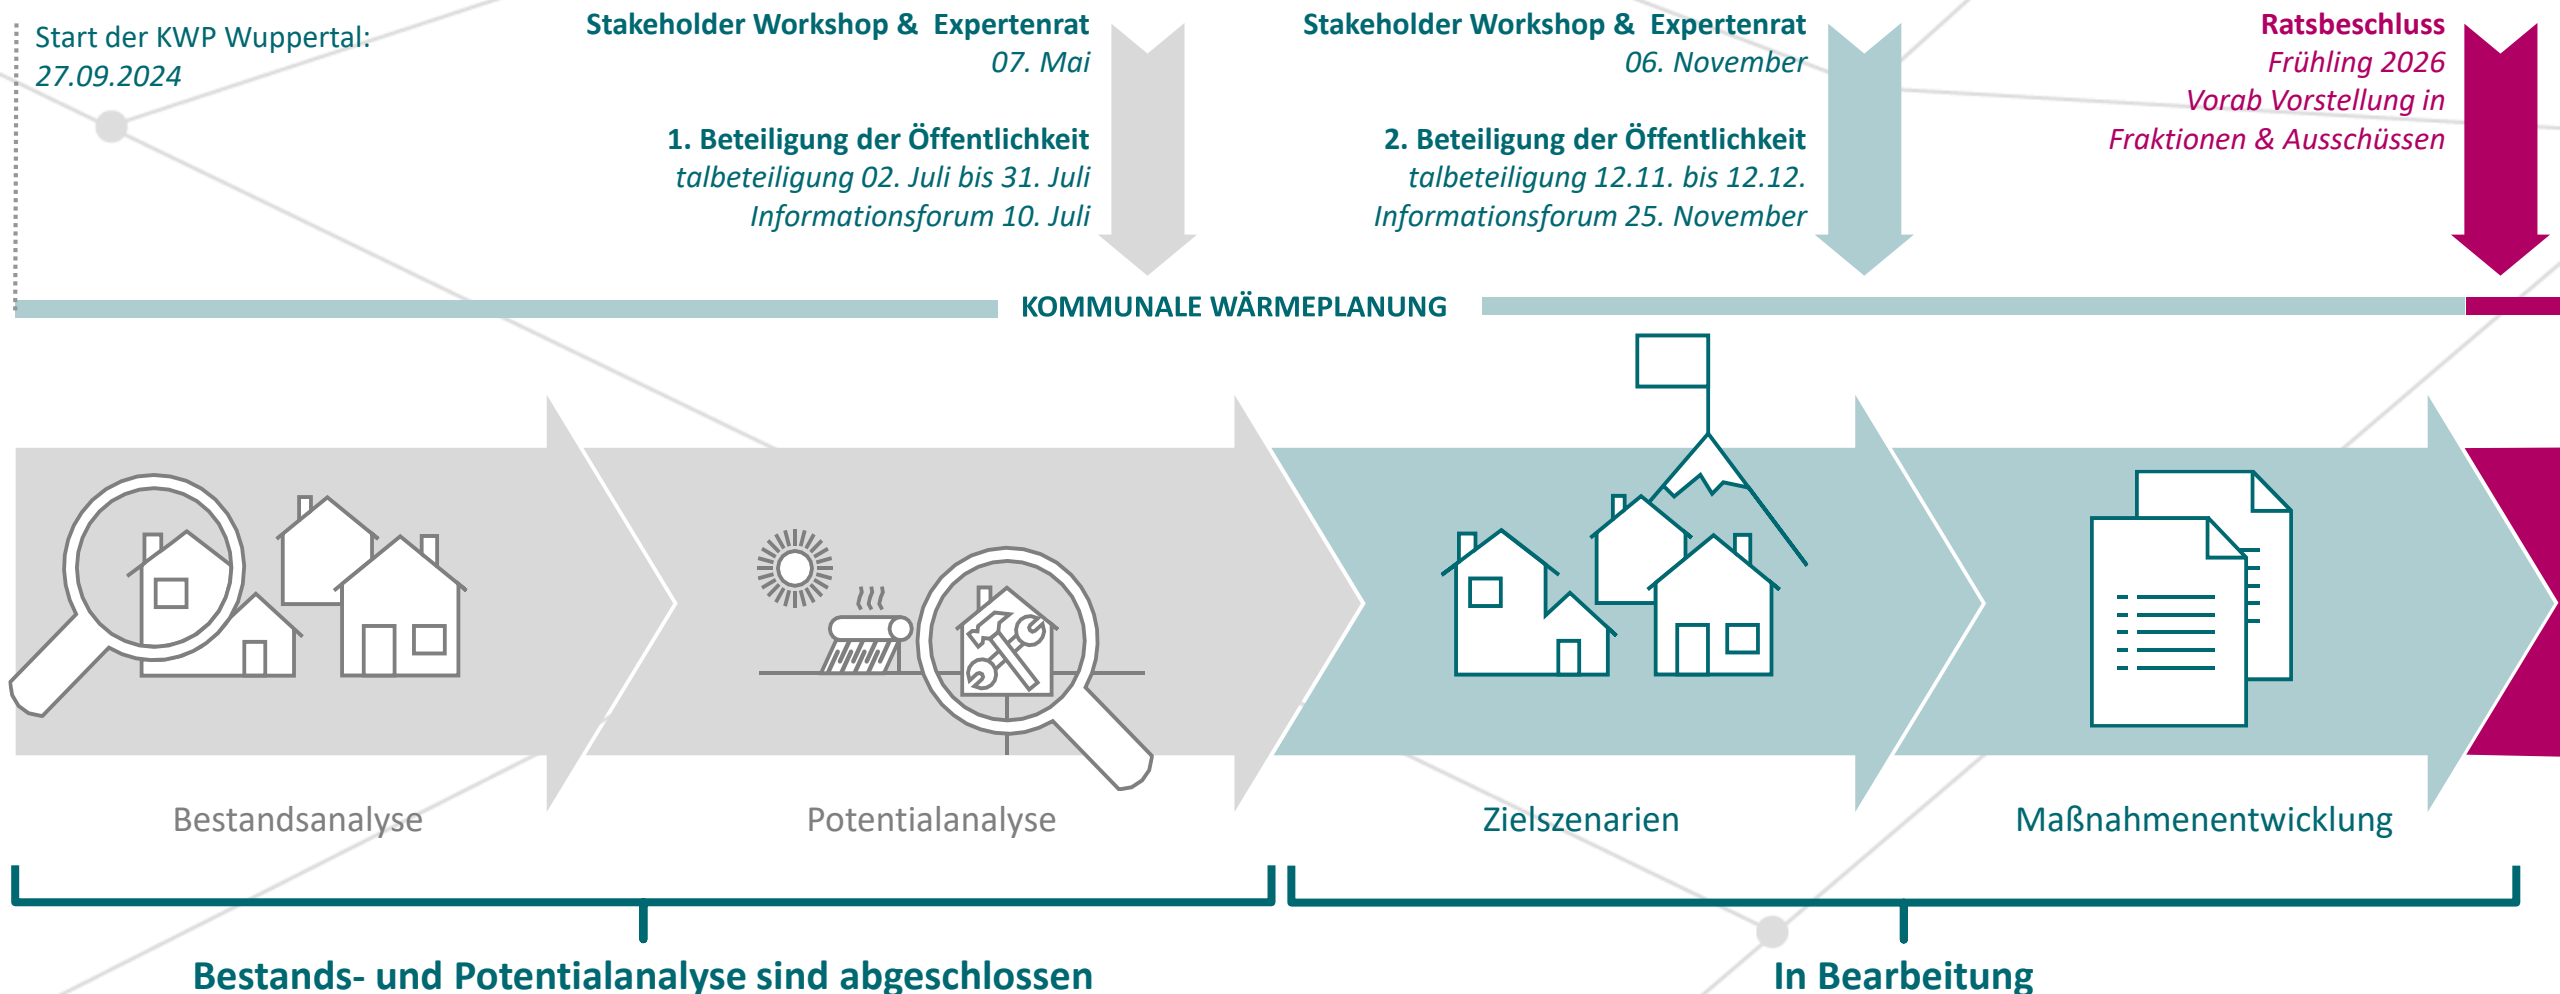 Start der KWP Wuppertal:
27.09.2024
Stakeholder Workshop & Expertenrat
07. Mai
1. Beteiligung der Öffentlichkeit
talbeteiligung 02. Juli bis 31. Juli
Informationsforum 10. Juli
Stakeholder Workshop & Expertenrat
06. November
2. Beteiligung der Öffentlichkeit
talbeteiligung 12.11. bis 12.12.
Informationsforum 25. November
Ratsbeschluss
Frühling 2026
Vorab Vorstellung in
Fraktionen & Ausschüssen
KOMMUNALE WÄRMEPLANUNG
Bestandsanalyse
Potentialanalyse
Zielszenarien
Maßnahmenentwicklung
Bestands- und Potentialanalyse sind abgeschlossen
In Bearbeitung